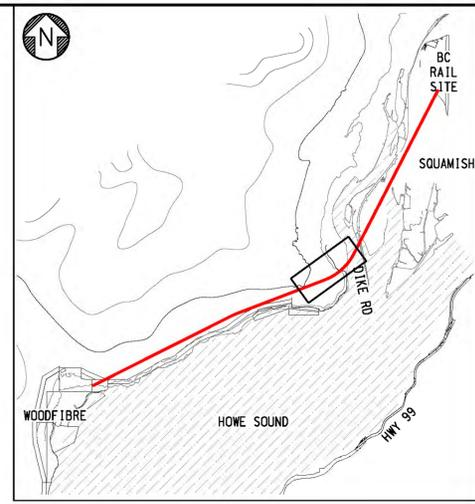 N
BC
RAIL
SITE
SQUAMISH
DIKE RD
WOODFIBRE
HOWE SOUND
HWY 99